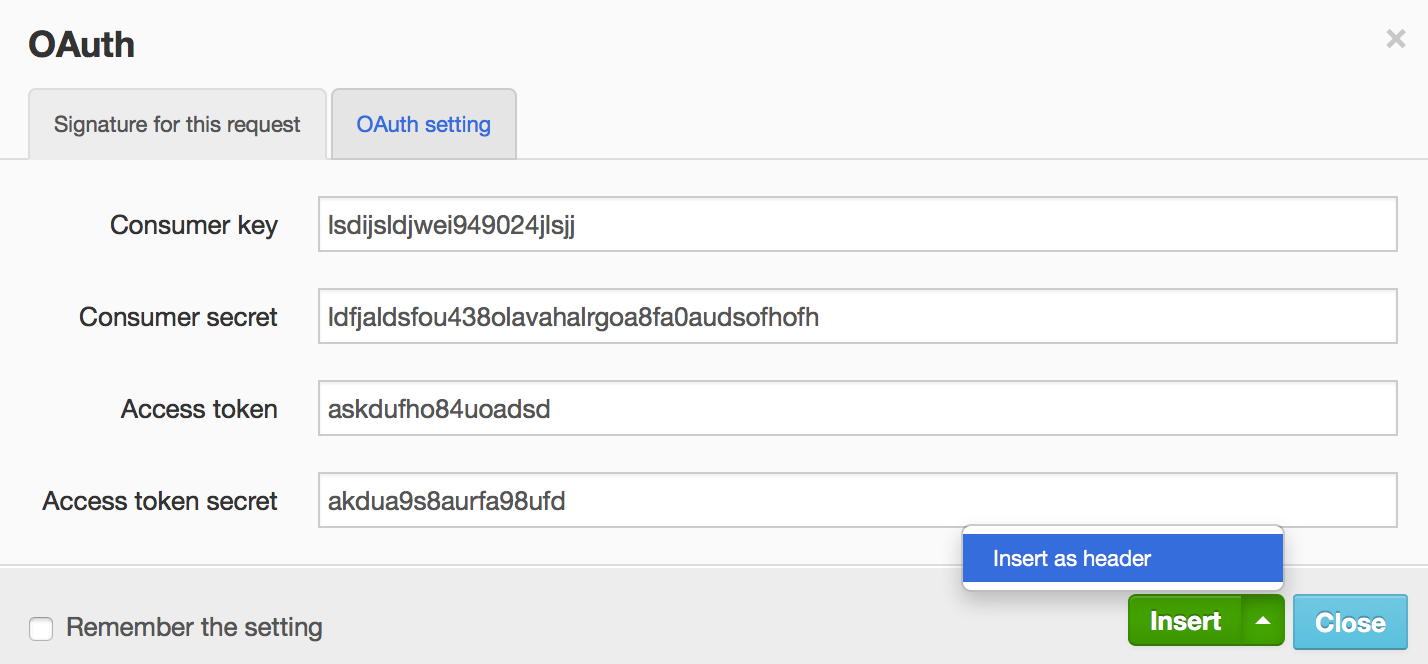 OAuth
×
Signature for this request
OAuth setting
Consumer key
lsdijsldjwei949024jlsjj
Consumer secret
ldfjaldsfou438olavahalrgoa8fa0audsofhofh
Access token
askdufho84uoadsd
Access token secret
akdua9s8aurfa98ufd
Insert as header
Remember the setting
Insert
Close